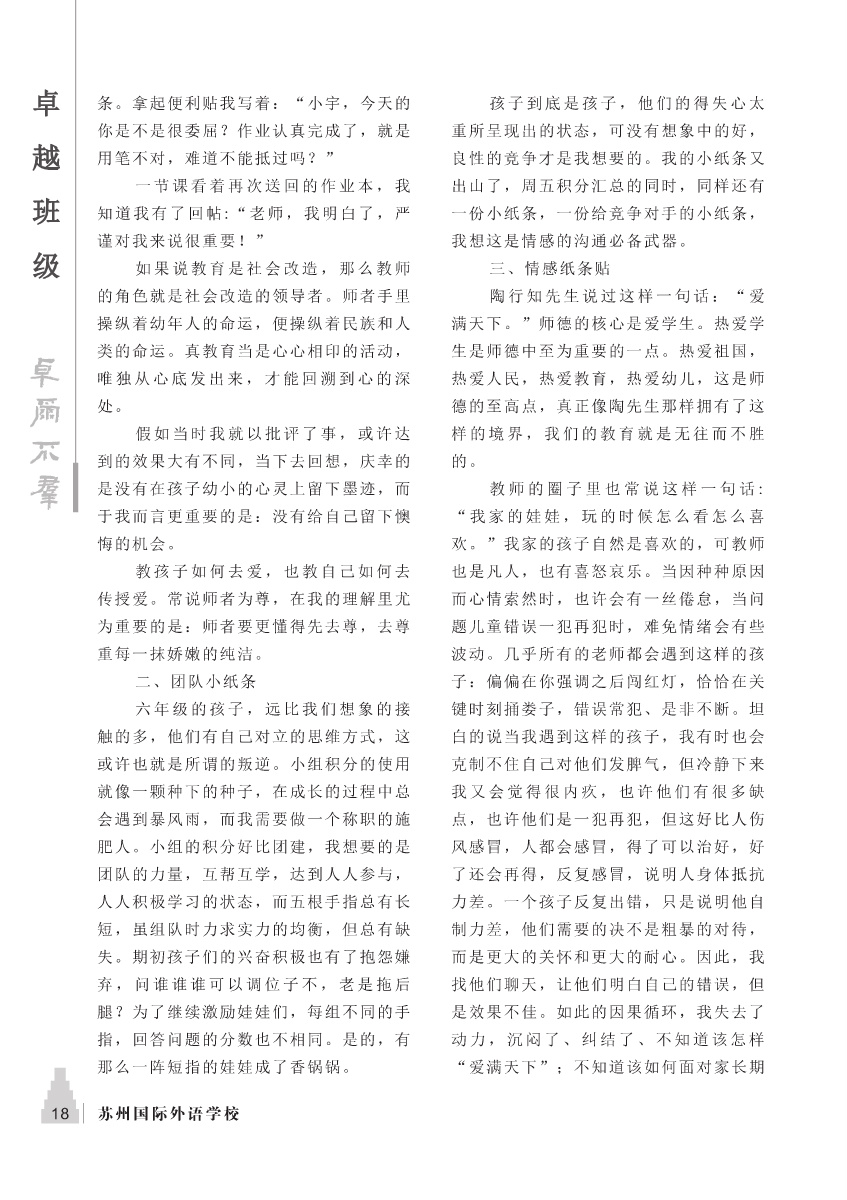 卓越班级
卓尔不群
条。拿起便利贴我写着：“小宇，今天的
你是不是很委屈？作业认真完成了，就是
用笔不对，难道不能抵过吗？”
一节课看着再次送回的作业本，我
知道我有了回帖:“老师，我明白了，严
谨对我来说很重要！”
如果说教育是社会改造，那么教师
的角色就是社会改造的领导者。师者手里
操纵着幼年人的命运，便操纵着民族和人
类的命运。真教育当是心心相印的活动，
唯独从心底发出来，才能回溯到心的深
处。
假如当时我就以批评了事，或许达
到的效果大有不同，当下去回想，庆幸的
是没有在孩子幼小的心灵上留下墨迹，而
于我而言更重要的是：没有给自己留下懊
悔的机会。
教孩子如何去爱，也教自己如何去
传授爱。常说师者为尊，在我的理解里尤
为重要的是：师者要更懂得先去尊，去尊
重每一抹娇嫩的纯洁。
二、团队小纸条
六年级的孩子，远比我们想象的接
触的多，他们有自己对立的思维方式，这
或许也就是所谓的叛逆。小组积分的使用
就像一颗种下的种子，在成长的过程中总
会遇到暴风雨，而我需要做一个称职的施
肥人。小组的积分好比团建，我想要的是
团队的力量，互帮互学，达到人人参与，
人人积极学习的状态，而五根手指总有长
短，虽组队时力求实力的均衡，但总有缺
失。期初孩子们的兴奋积极也有了抱怨嫌
弃，问谁谁谁可以调位子不，老是拖后
腿？为了继续激励娃娃们，每组不同的手
指，回答问题的分数也不相同。是的，有
那么一阵短指的娃娃成了香锅锅。
孩子到底是孩子，他们的得失心太
重所呈现出的状态，可没有想象中的好，
良性的竞争才是我想要的。我的小纸条又
出山了，周五积分汇总的同时，同样还有
一份小纸条，一份给竞争对手的小纸条，
我想这是情感的沟通必备武器。
三、情感纸条贴
陶行知先生说过这样一句话：“爱
满天下。”师德的核心是爱学生。热爱学
生是师德中至为重要的一点。热爱祖国，
热爱人民，热爱教育，热爱幼儿，这是师
德的至高点，真正像陶先生那样拥有了这
样的境界，我们的教育就是无往而不胜
的。
教师的圈子里也常说这样一句话：
“我家的娃娃，玩的时候怎么看怎么喜
欢。”我家的孩子自然是喜欢的，可教师
也是凡人，也有喜怒哀乐。当因种种原因
而心情索然时，也许会有一丝倦怠，当问
题儿童错误一犯再犯时，难免情绪会有些
波动。几乎所有的老师都会遇到这样的孩
子：偏偏在你强调之后闯红灯，恰恰在关
键时刻捅娄子，错误常犯、是非不断。坦
白的说当我遇到这样的孩子，我有时也会
克制不住自己对他们发脾气，但冷静下来
我又会觉得很内疚，也许他们有很多缺
点，也许他们是一犯再犯，但这好比人伤
风感冒，人都会感冒，得了可以治好，好
了还会再得，反复感冒，说明人身体抵抗
力差。一个孩子反复出错，只是说明他自
制力差，他们需要的决不是粗暴的对待，
而是更大的关怀和更大的耐心。因此，我
找他们聊天，让他们明白自己的错误，但
是效果不佳。如此的因果循环，我失去了
动力，沉闷了、纠结了、不知道该怎样
“爱满天下”；不知道该如何面对家长期
18 苏州国际外语学校